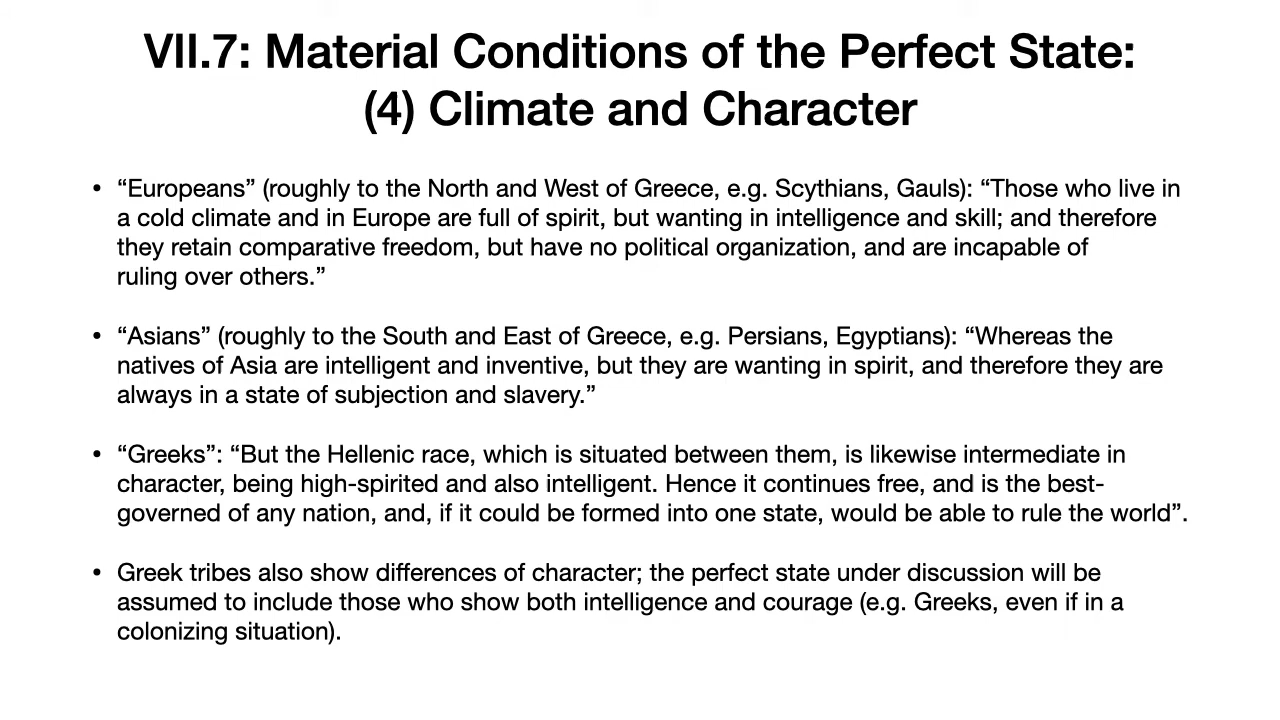 VII.7: Material Conditions of the Perfect State:
(4) Climate and Character
• “Europeans” (roughly to the North and West of Greece, e.g. Scythians, Gauls): “Those who live in
a cold climate and in Europe are full of spirit, but wanting in intelligence and skill; and therefore
they retain comparative freedom, but have no political organization, and are incapable of
ruling over others.”
• “Asians” (roughly to the South and East of Greece, e.g. Persians, Egyptians): “Whereas the
natives of Asia are intelligent and inventive, but they are wanting in spirit, and therefore they are
always in a state of subjection and slavery.”
• “Greeks”: “But the Hellenic race, which is situated between them, is likewise intermediate in
character, being high-spirited and also intelligent. Hence it continues free, and is the best-
governed of any nation, and, if it could be formed into one state, would be able to rule the world”.
• Greek tribes also show differences of character; the perfect state under discussion will be
assumed to include those who show both intelligence and courage (e.g. Greeks, even if in a
colonizing situation).